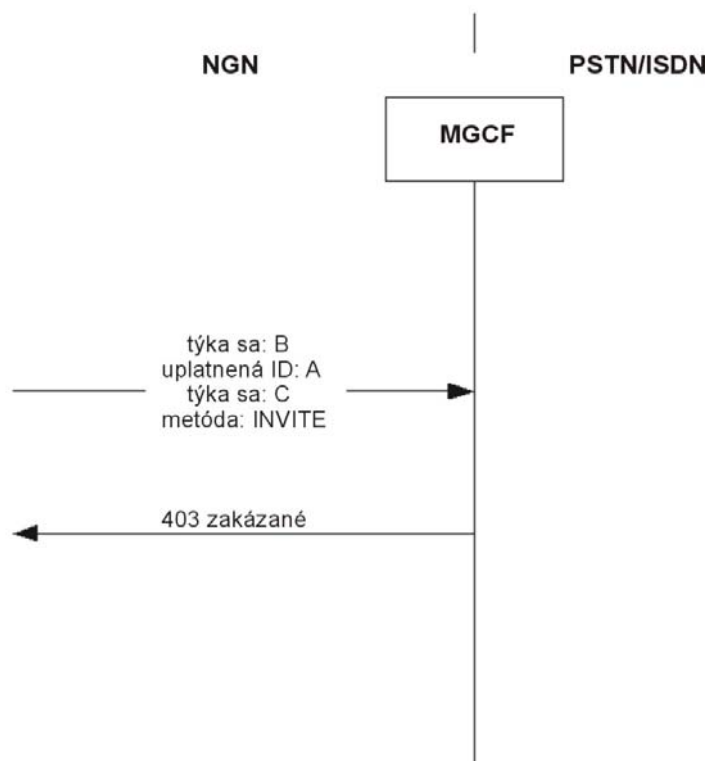 NGN
PSTN/ISDN
MGCF
týka sa: B
uplatnená ID: A
týka sa: C
metóda: INVITE
403 zakázané